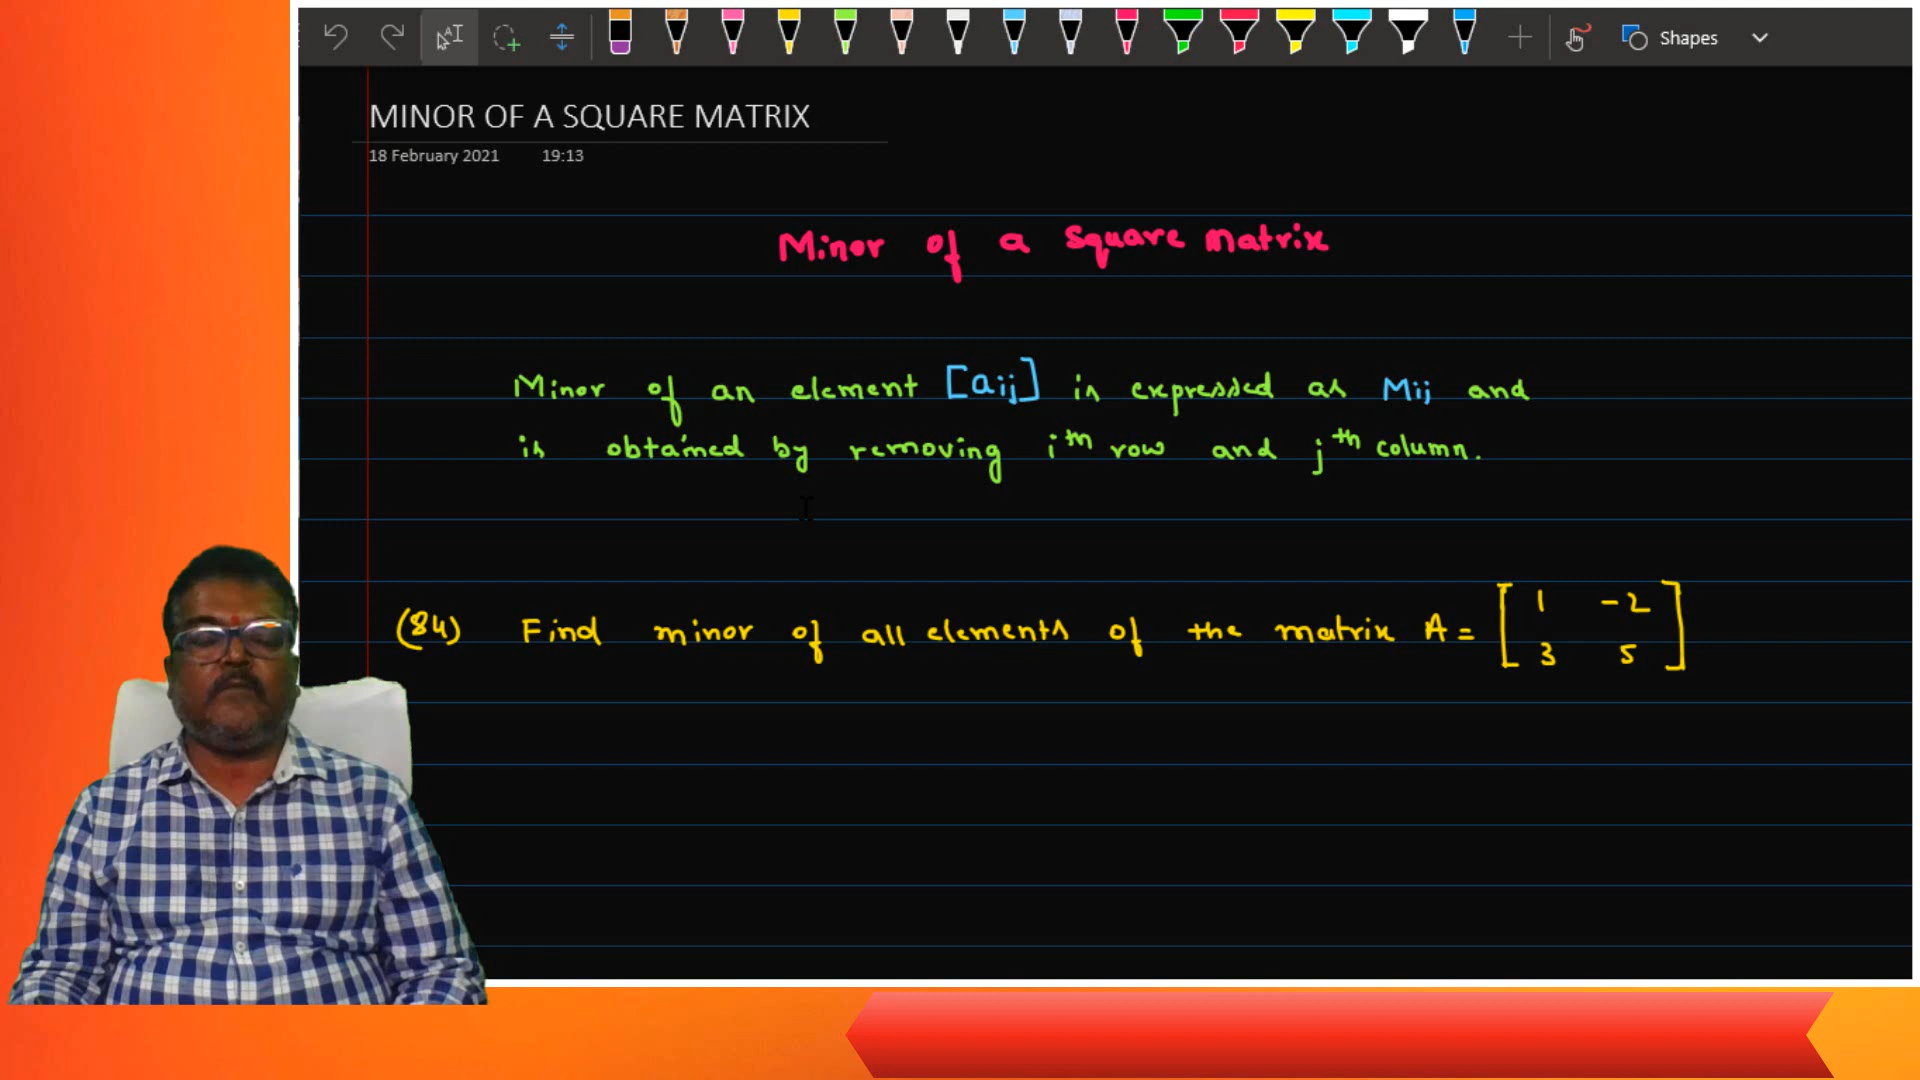 Shapes
MINOR OF A SQUARE MATRIX
18 February 2021 19:13
Minor of a square matrix
Minor of an element [aij] is expressed as Mij and
is obtained by removing i^th row and j^th column.
(84) Find minor of all elements of the matrix A = [1 -2
3 5]